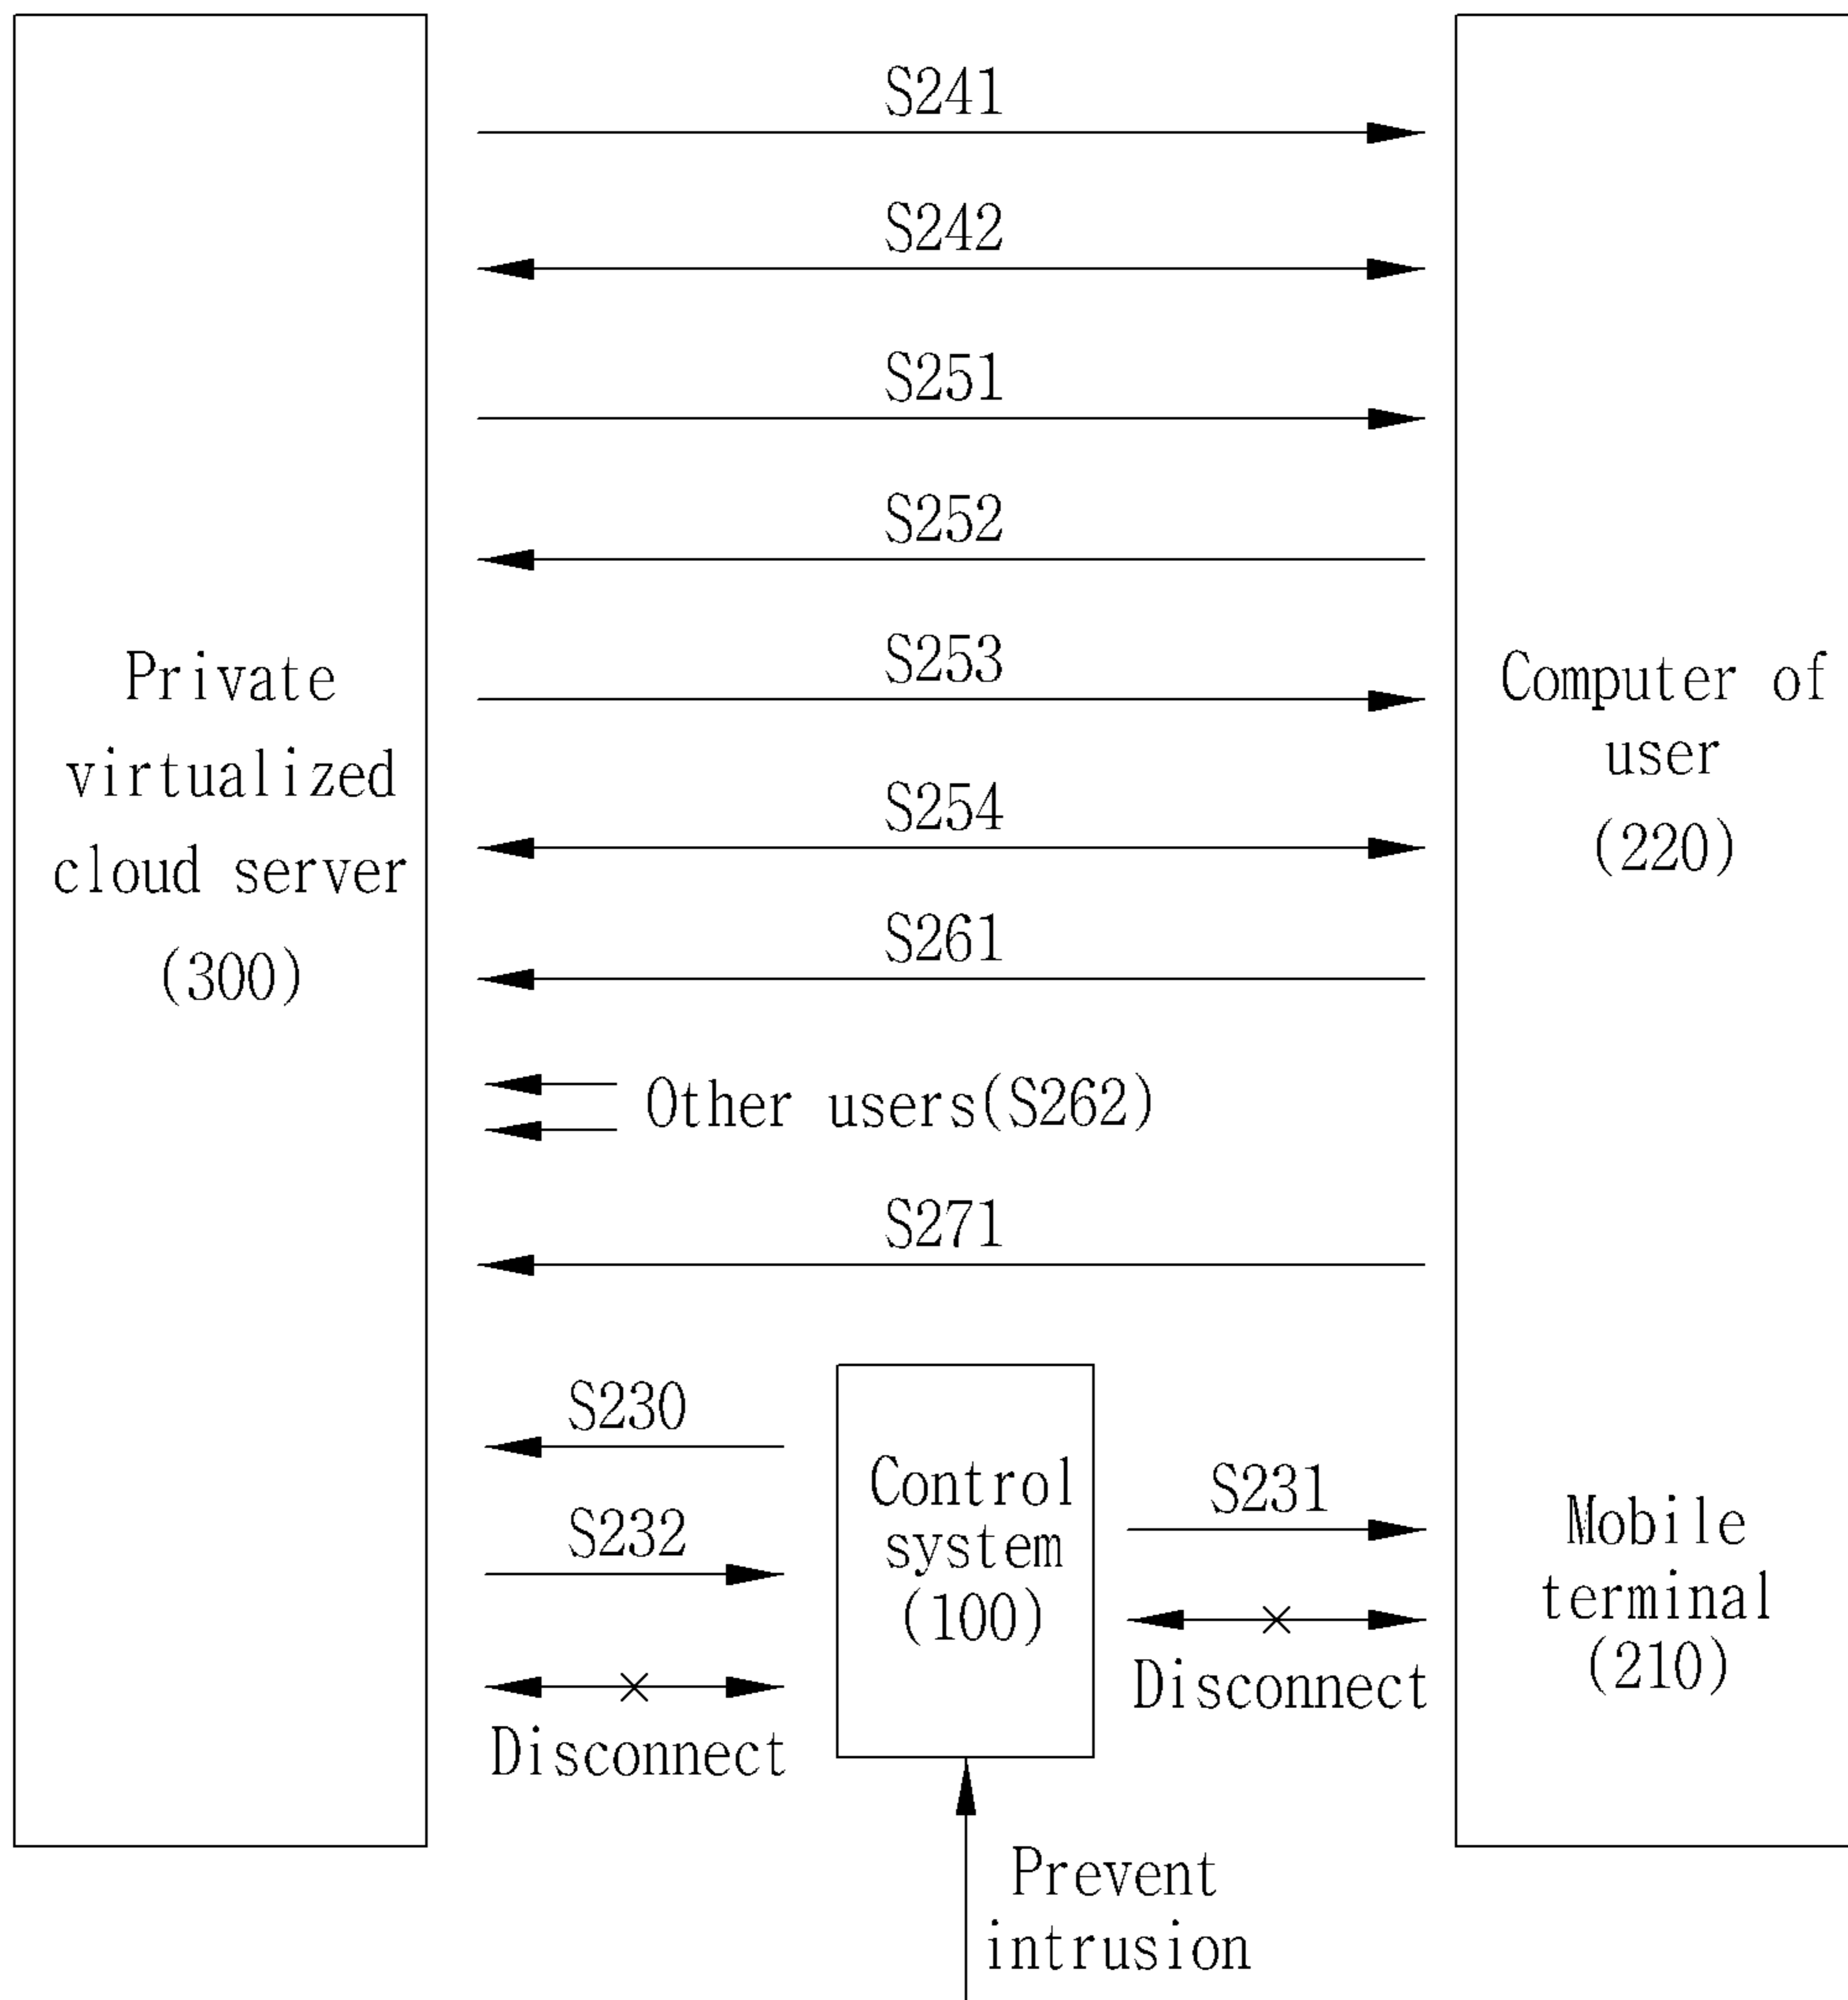 S241
S242
S251
S252
S253
S254
S261
Other users(S262)
S271
Private
virtualized
cloud server
(300)
Computer of
user
(220)
S230
S232
Disconnect
Control
system
(100)
S231
Disconnect
Mobile
terminal
(210)
Prevent
intrusion